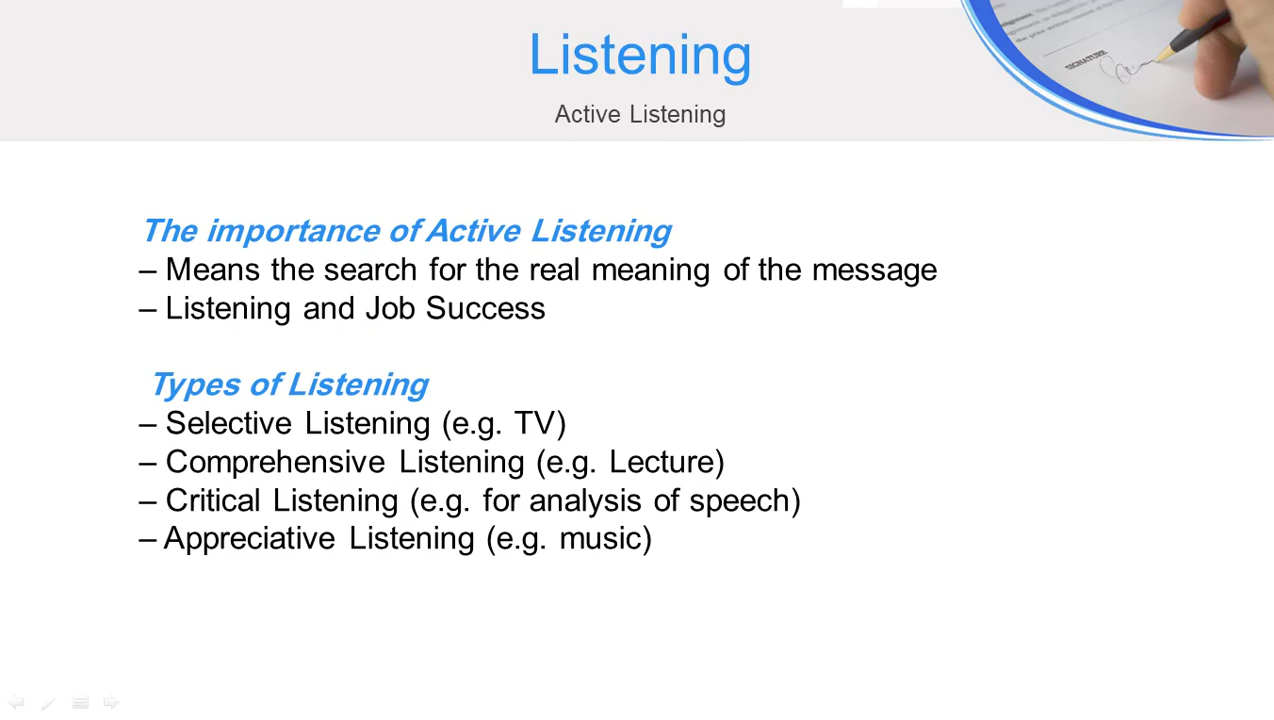 Listening
Active Listening
SIGNATURE
The importance of Active Listening
– Means the search for the real meaning of the message
– Listening and Job Success
Types of Listening
– Selective Listening (e.g. TV)
– Comprehensive Listening (e.g. Lecture)
– Critical Listening (e.g. for analysis of speech)
– Appreciative Listening (e.g. music)